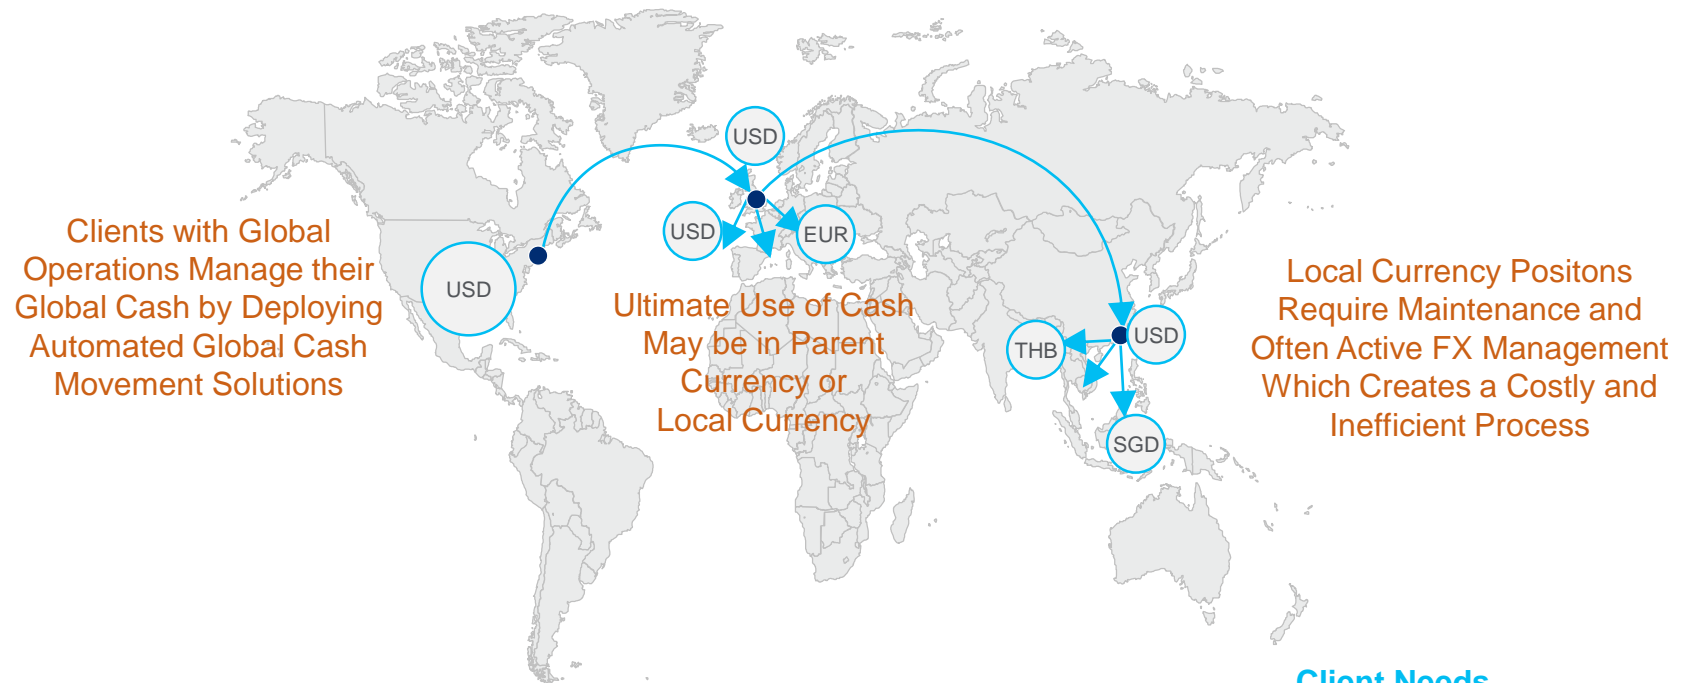 USD
USD
EUR
Clients with Global
Operations Manage their
Global Cash by Deploying
Automated Global Cash
Movement Solutions
USD
Ultimate Use of Cash
May be in Parent
Currency or
Local Currency
THB
USD
SGD
Local Currency Positons
Require Maintenance and
Often Active FX Management
Which Creates a Costly and
Inefficient Process
Client Needs